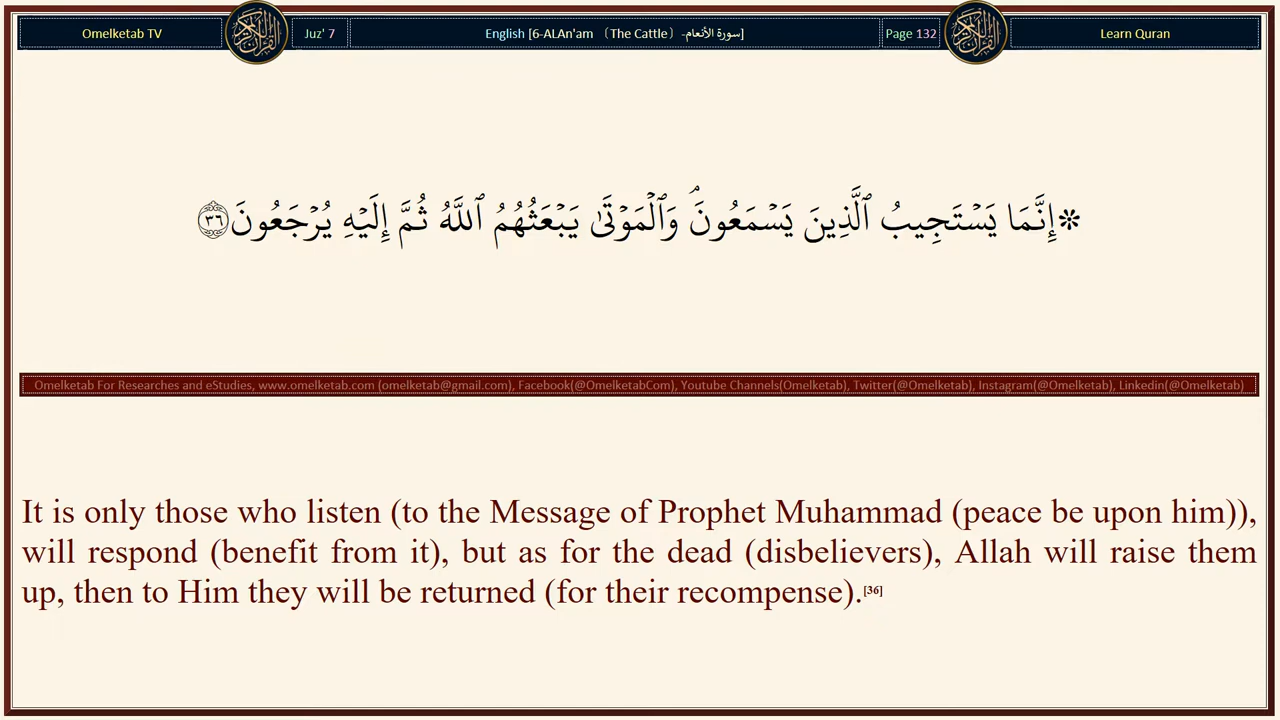 Omelketab TV
Juz' 7
English [6-ALAn'am （The Cattle） -سورة الأنعام]
Page 132
Learn Quran
۞إِنَّمَا يَسۡتَجِيبُ ٱلَّذِينَ يَسۡمَعُونَۘ وَٱلۡمَوۡتَىٰ يَبۡعَثُهُمُ ٱللَّهُ ثُمَّ إِلَيۡهِ يُرۡجَعُونَ ٣٦
Omelketab For Researches and eStudies, www.omelketab.com (omelketab@gmail.com), Facebook(@OmelketabCom), Youtube Channels(Omelketab), Twitter(@Omelketab), Instagram(@Omelketab), Linkedin(@Omelketab)
It is only those who listen (to the Message of Prophet Muhammad (peace be upon him)),
will respond (benefit from it), but as for the dead (disbelievers), Allah will raise them
up, then to Him they will be returned (for their recompense).[36]